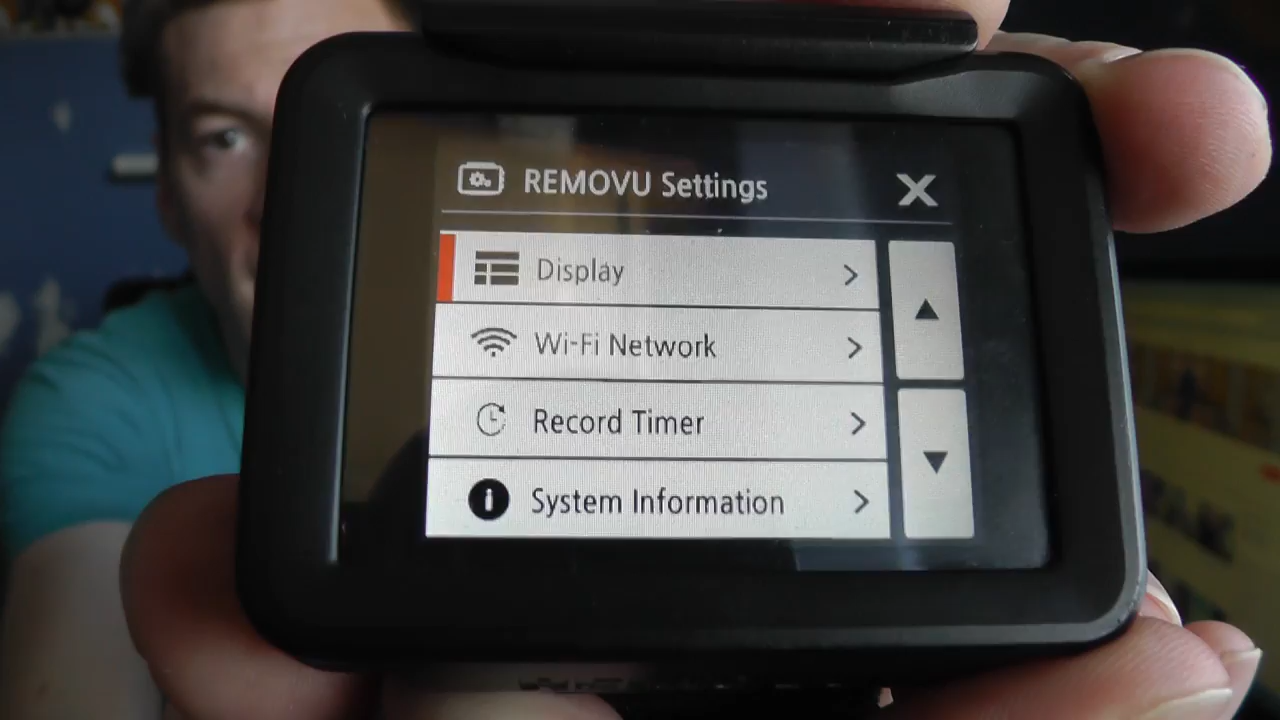 REMOVU Settings
Display
Wi-Fi Network
Record Timer
System Information